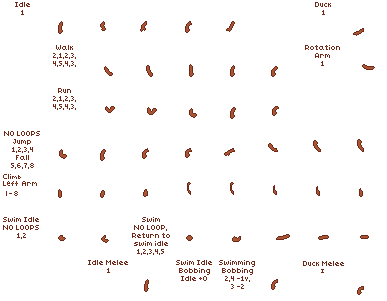 Idle
1
Duck
1
Walk
2,1,2,3,
4,5,4,3,
Rotation
Arm
1
Run
2,1,2,3,
4,5,4,3,
NO LOOPS
Jump
1,2,3,4
Fall
5,6,7,8
Climb
Left Arm
1-8
Swim Idle
NO LOOPS
1,2
Swim
NO LOOP,
Return to
swim idle
1,2,3,4,5
Swim Idle
Bobbing
Idle +0
Swimming
Bobbing
2,4 -1v,
3 -2
Idle Melee
1
Duck Melee
1